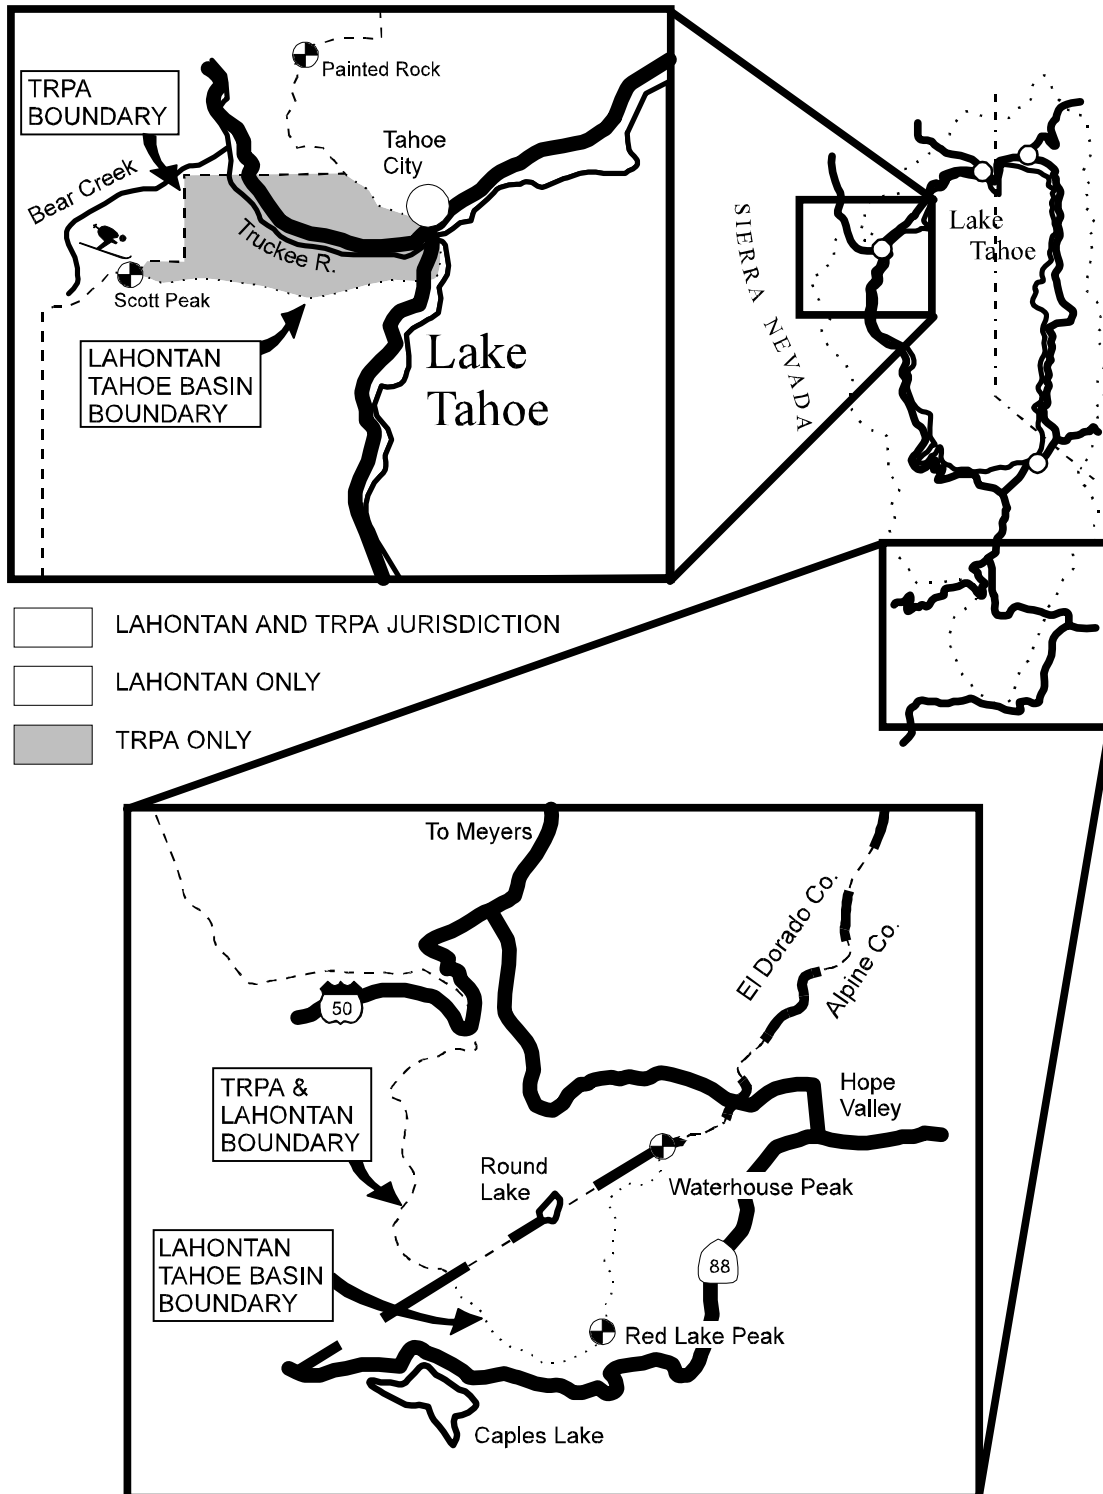 Painted Rock
TRPA
BOUNDARY
Tahoe
City
Bear Creek
Truckee R.
Scott Peak
LAHONTAN
TAHOE BASIN
BOUNDARY
Lake
Tahoe
SIERRA NEVADA
Lake
Tahoe
LAHONTAN AND TRPA JURISDICTION
LAHONTAN ONLY
TRPA ONLY
To Meyers
El Dorado Co.
Alpine Co.
50
TRPA &
LAHONTAN
BOUNDARY
Hope
Valley
Round
Lake
Waterhouse Peak
LAHONTAN
TAHOE BASIN
BOUNDARY
88
Red Lake Peak
Caples Lake